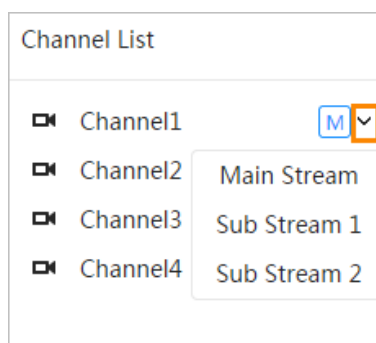 Channel List
Channel1 M
Channel2 Main Stream
Channel3 Sub Stream 1
Channel4 Sub Stream 2